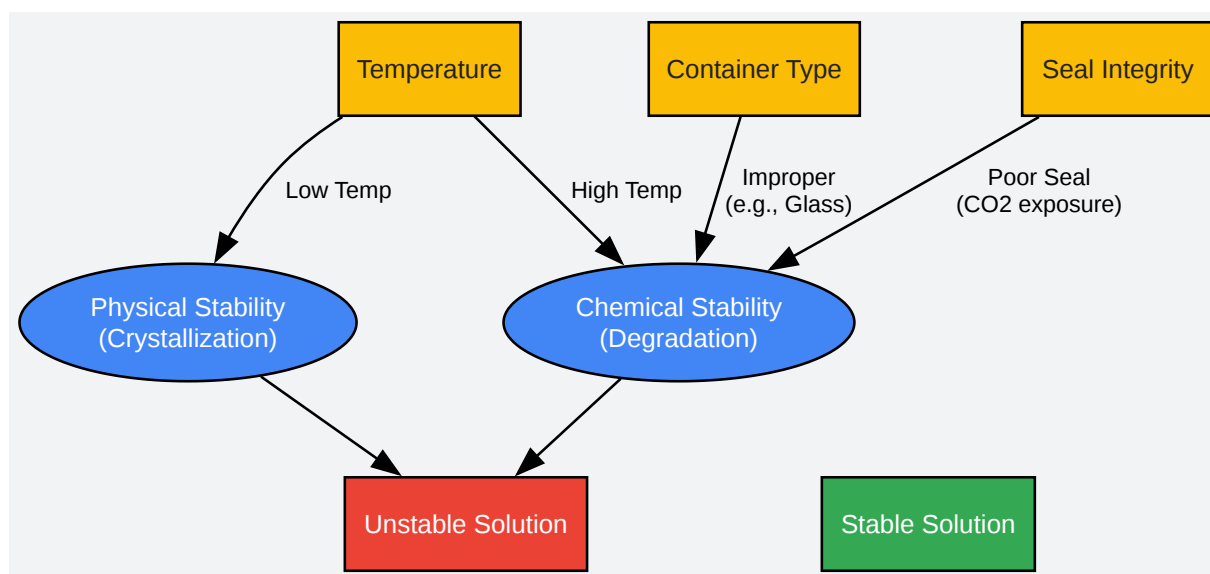 Temperature
Container Type
Seal Integrity
Low Temp
High Temp
Improper
(e.g., Glass)
Poor Seal
(CO2 exposure)
Physical Stability
(Crystallization)
Chemical Stability
(Degradation)
Unstable Solution
Stable Solution